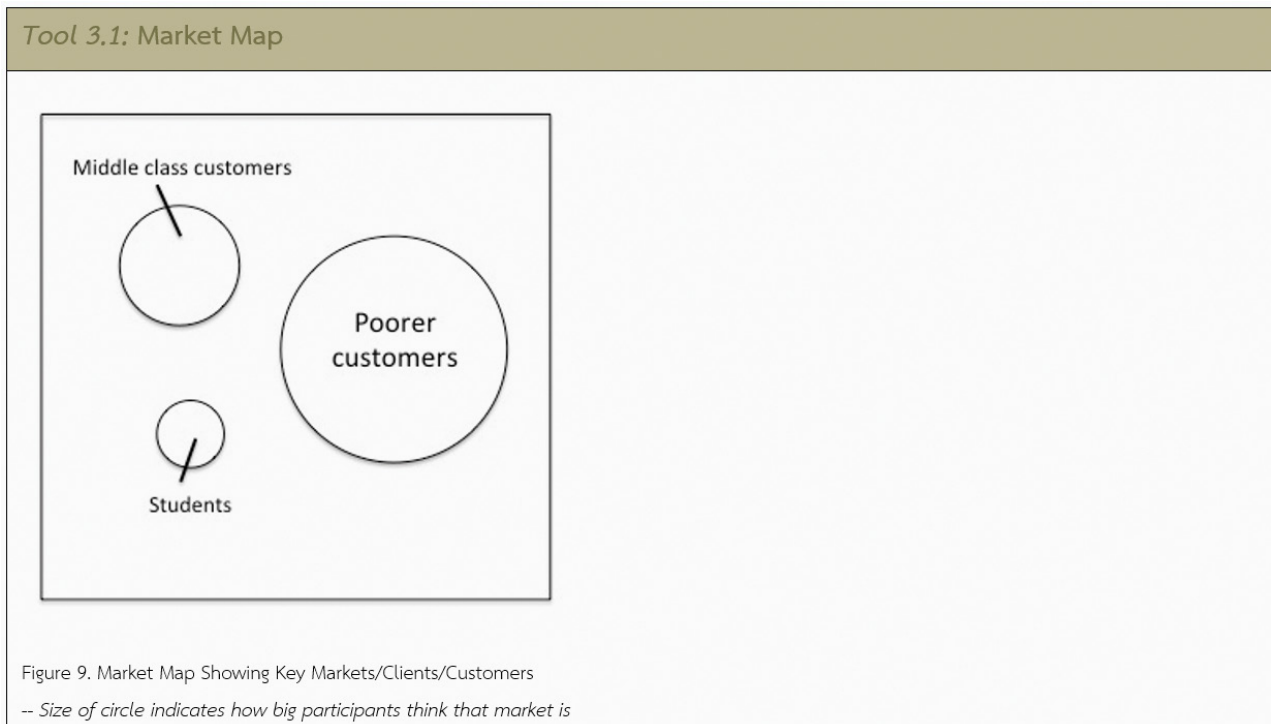 Tool 3.1: Market Map
Middle class customers
Poorer
customers
Students
Figure 9. Market Map Showing Key Markets/Clients/Customers
-- Size of circle indicates how big participants think that market is